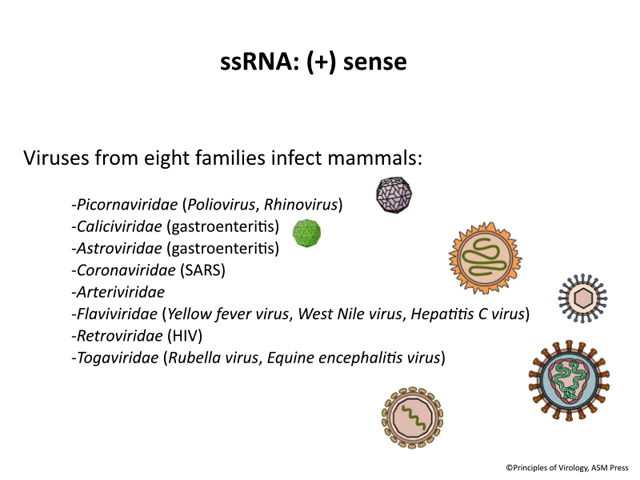 ssRNA: (+) sense
Viruses from eight families infect mammals:
-Picornaviridae (Poliovirus, Rhinovirus)
-Caliciviridae (gastroenteritis)
-Astroviridae (gastroenteritis)
-Coronaviridae (SARS)
-Arteriviridae
-Flaviviridae (Yellow fever virus, West Nile virus, Hepatitis C virus)
-Retroviridae (HIV)
-Togaviridae (Rubella virus, Equine encephalitis virus)
©Principles of Virology, ASM Press